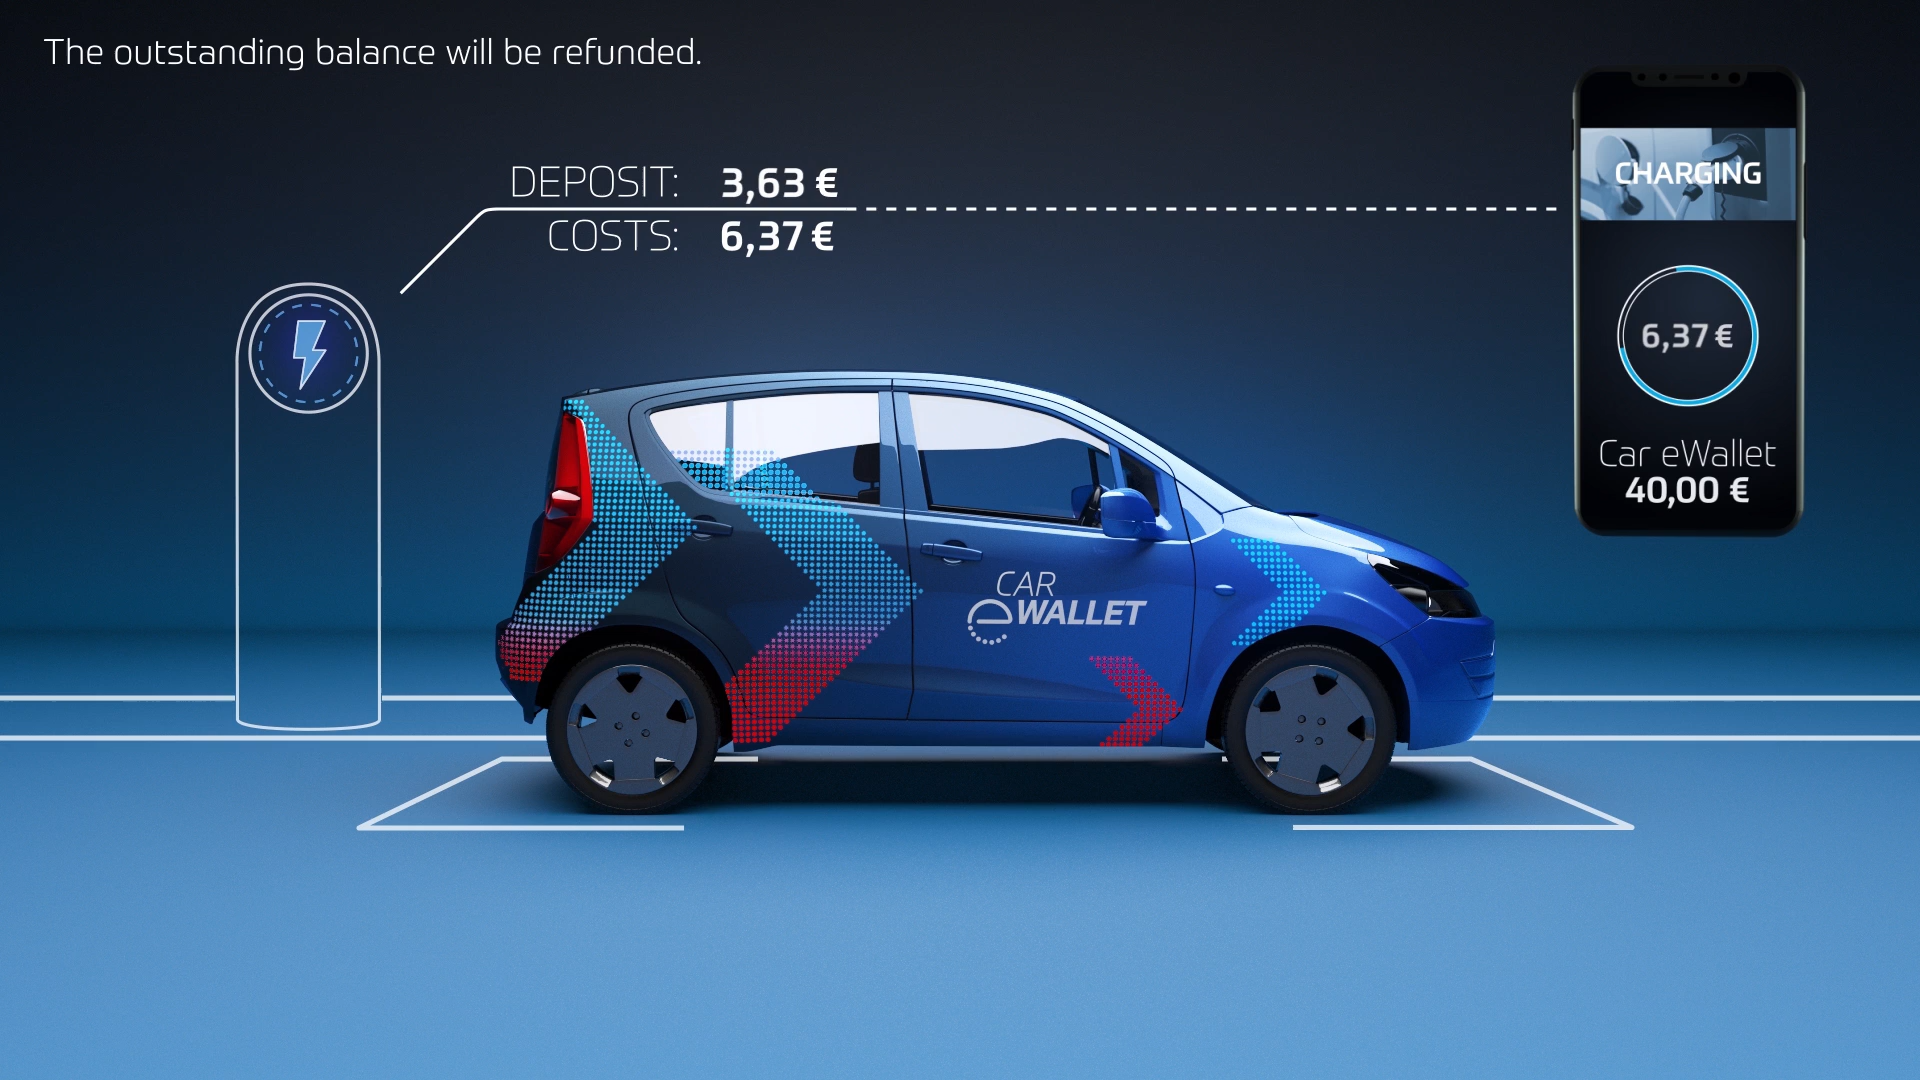 The outstanding balance will be refunded.
DEPOSIT: 3,63 €
COSTS: 6,37 €
CHARGING
6,37 €
Car eWallet
40,00 €
CAR
eWALLET